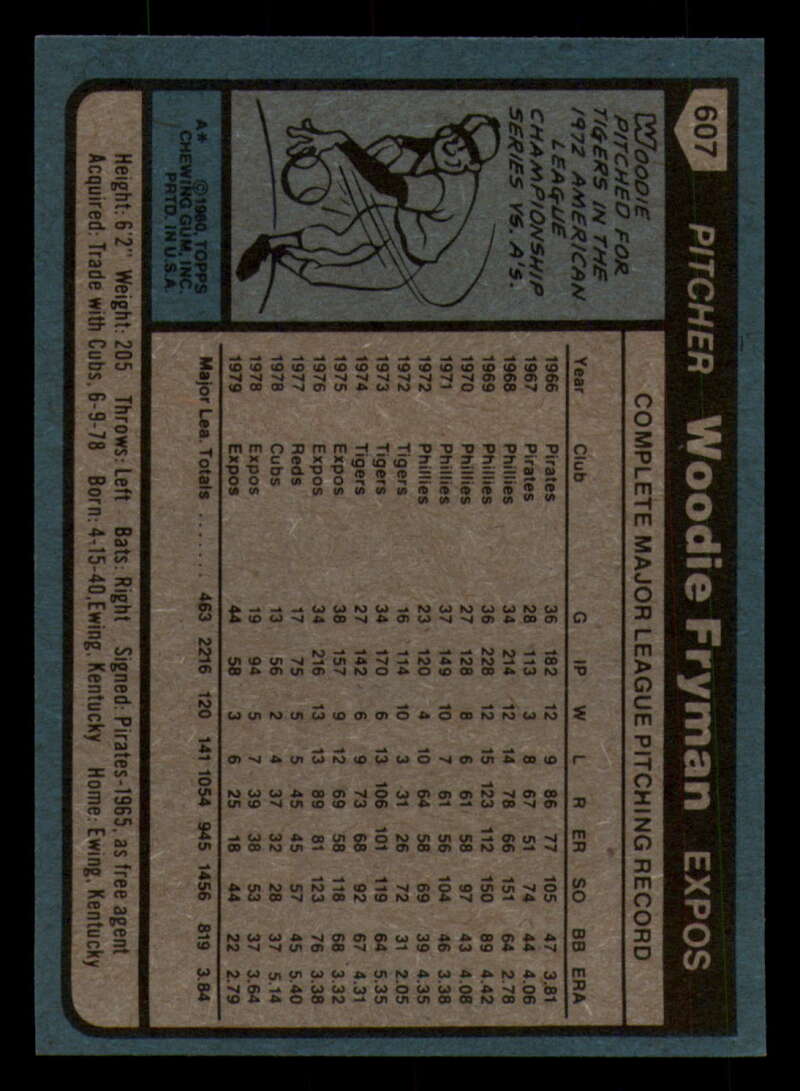 607 PITCHER Woodie Fryman EXPOS
WOODIE
PITCHED FOR
TIGERS IN THE
1972 AMERICAN
LEAGUE
CHAMPIONSHIP
SERIES VS. A'S.
A* © 1980 TOPPS
CHEWING GUM, INC.
PRTD. IN U.S.A.
COMPLETE MAJOR LEAGUE PITCHING RECORD
Year Club G IP W L R ER SO BB ERA
1966 Pirates 36 182 12 9 86 77 105 47 3.81
1967 Pirates 28 113 3 8 67 51 74 44 4.06
1968 Phillies 34 214 12 14 78 66 151 64 2.78
1969 Phillies 36 228 12 15 123 112 150 89 4.42
1970 Phillies 27 128 8 6 61 58 97 43 4.08
1971 Phillies 37 149 10 7 61 56 104 46 3.38
1972 Phillies 23 120 4 10 64 58 69 39 4.35
1972 Tigers 16 114 10 3 31 26 72 31 2.05
1973 Tigers 34 170 6 13 106 101 119 64 5.35
1974 Tigers 27 142 6 9 73 68 92 67 4.31
1975 Expos 38 157 9 12 69 58 118 68 3.32
1976 Expos 34 216 13 13 89 81 123 76 3.38
1977 Reds 17 75 5 5 45 45 57 45 5.40
1978 Cubs 13 56 2 4 37 32 28 37 5.14
1978 Expos 19 94 5 7 39 38 53 37 3.64
1979 Expos 44 58 3 6 25 18 44 22 2.79
Major Lea. Totals ....... 463 2216 120 141 1054 945 1456 819 3.84
Height: 6'2" Weight: 205 Throws: Left Bats: Right Signed: Pirates-1965, as free agent
Acquired: Trade with Cubs, 6-9-78 Born: 4-15-40, Ewing, Kentucky Home: Ewing, Kentucky